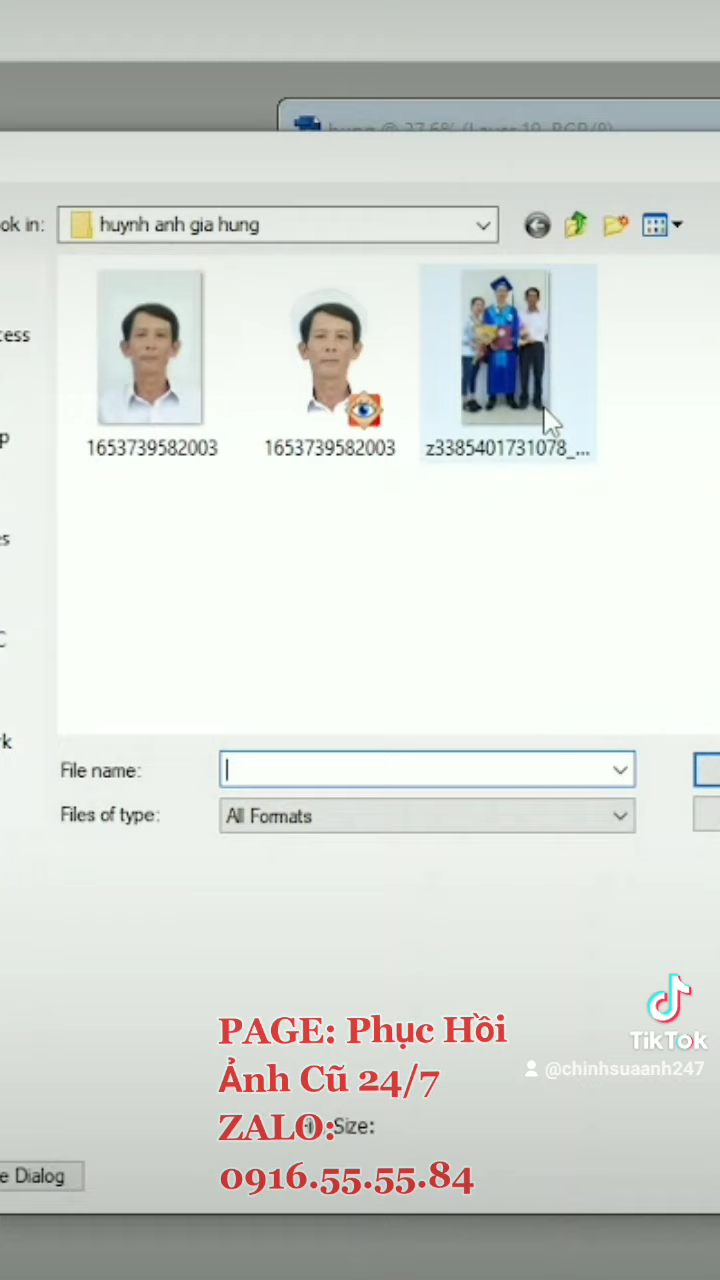 ok in:
huynh anh gia hung
cess
1653739582003
1653739582003
z3385401731078_...
p
es
C
rk
File name:
Files of type:
All Formats
TikTok
@chinhsuaanh247
PAGE: Phục Hồi
Ảnh Cũ 24/7
ZALO:
Size:
0916.55.55.84
e Dialog